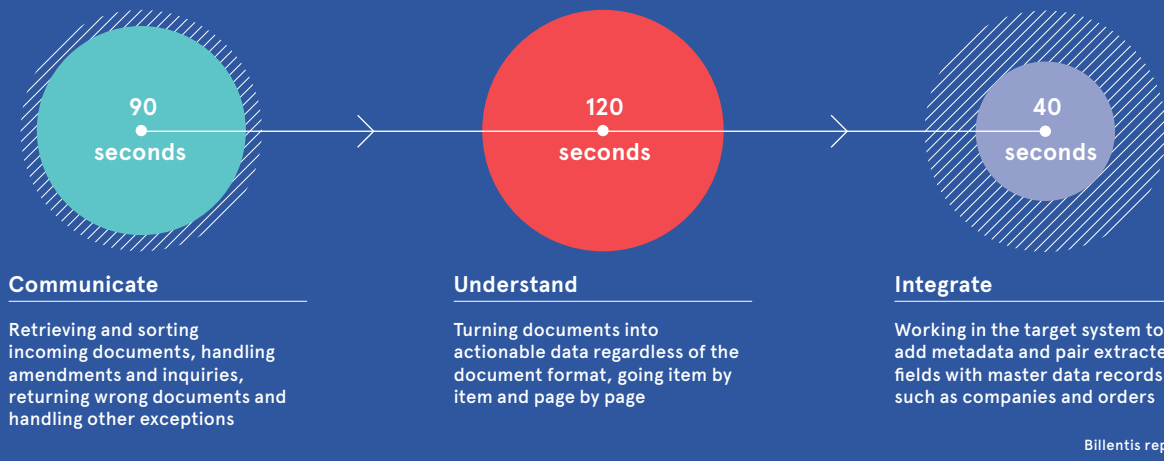 90
seconds
120
seconds
40
seconds
Communicate
Retrieving and sorting
incoming documents, handling
amendments and inquiries,
returning wrong documents and
handling other exceptions
Understand
Turning documents into
actionable data regardless of the
document format, going item by
item and page by page
Integrate
Working in the target system to
add metadata and pair extracte
fields with master data records
such as companies and orders
Billentis rep